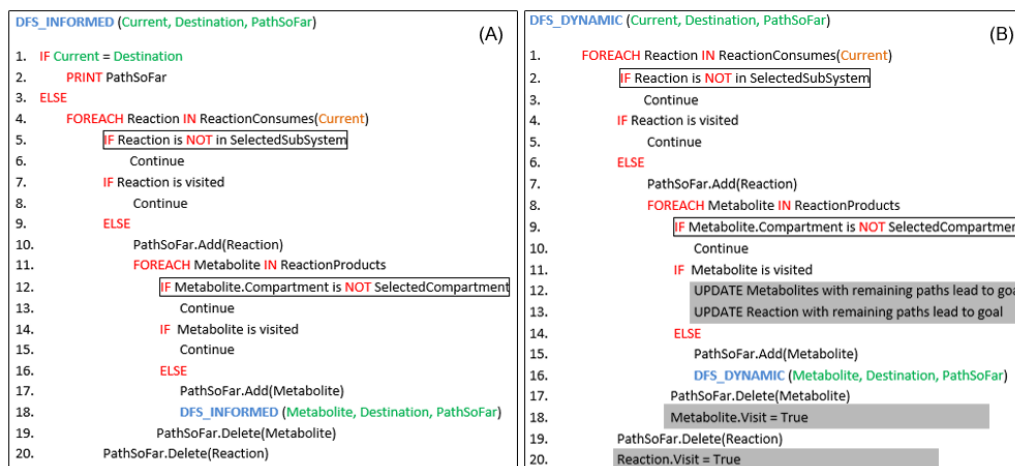 DFS_INFORMED (Current, Destination, PathSoFar)
(A)
1. IF Current = Destination
2. PRINT PathSoFar
3. ELSE
4. FOREACH Reaction IN ReactionConsumes(Current)
5. IF Reaction is NOT in SelectedSubSystem
6. Continue
7. IF Reaction is visited
8. Continue
9. ELSE
10. PathSoFar.Add(Reaction)
11. FOREACH Metabolite IN ReactionProducts
12. IF Metabolite.Compartment is NOT SelectedCompartment
13. Continue
14. IF Metabolite is visited
15. Continue
16. ELSE
17. PathSoFar.Add(Metabolite)
18. DFS_INFORMED (Metabolite, Destination, PathSoFar)
19. PathSoFar.Delete(Metabolite)
20. PathSoFar.Delete(Reaction)
DFS_DYNAMIC (Current, Destination, PathSoFar)
(B)
1. FOREACH Reaction IN ReactionConsumes(Current)
2. IF Reaction is NOT in SelectedSubSystem
3. Continue
4. IF Reaction is visited
5. Continue
6. ELSE
7. PathSoFar.Add(Reaction)
8. FOREACH Metabolite IN ReactionProducts
9. IF Metabolite.Compartment is NOT SelectedCompartmen
10. Continue
11. IF Metabolite is visited
12. UPDATE Metabolites with remaining paths lead to goa
13. UPDATE Reaction with remaining paths lead to goal
14. ELSE
15. PathSoFar.Add(Metabolite)
16. DFS_DYNAMIC (Metabolite, Destination, PathSoFar)
17. PathSoFar.Delete(Metabolite)
18. Metabolite.Visit = True
19. PathSoFar.Delete(Reaction)
20. Reaction.Visit = True